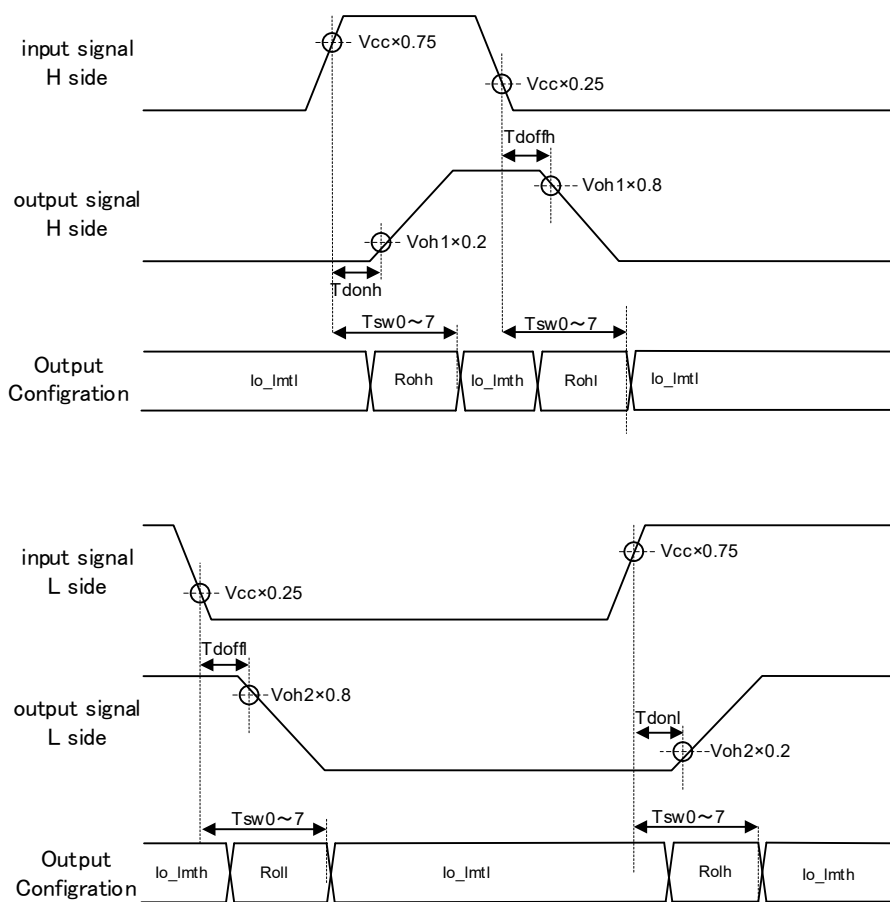 input signal
H side
Vcc×0.75
Vcc×0.25
Tdoffh
output signal
H side
Voh1×0.8
Voh1×0.2
Tdonh
Tsw0～7
Tsw0～7
Output
Configration
Io_lmtl
Rohh
Io_lmth
Rohl
Io_lmtl
input signal
L side
Vcc×0.75
Vcc×0.25
Tdoffl
output signal
L side
Voh2×0.8
Tdonl
Voh2×0.2
Tsw0～7
Tsw0～7
Output
Configration
Io_lmth
Roll
Io_lmtl
Rolh
Io_lmth